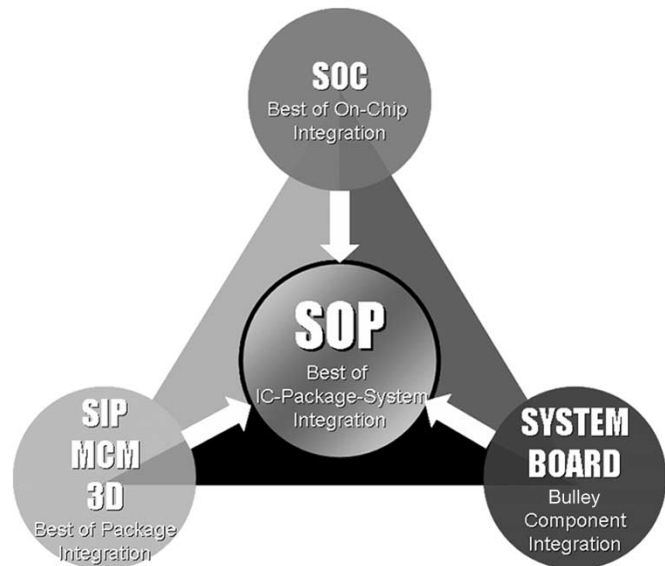 SOC
Best of On-Chip
Integration
SOP
Best of
IC-Package-System
Integration
SIP
MCM
3D
Best of Package
Integration
SYSTEM
BOARD
Bulley
Component
Integration